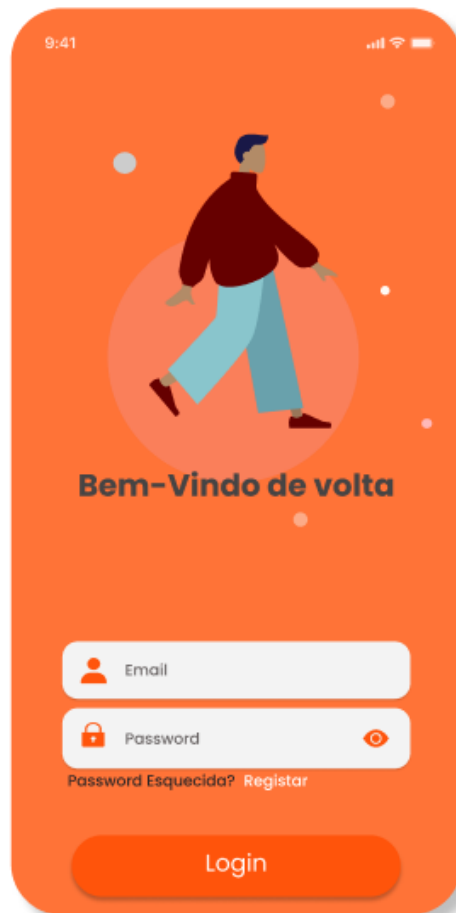 9:41
Bem-Vindo de volta
Email
Password
Password Esquecida? Registar
Login